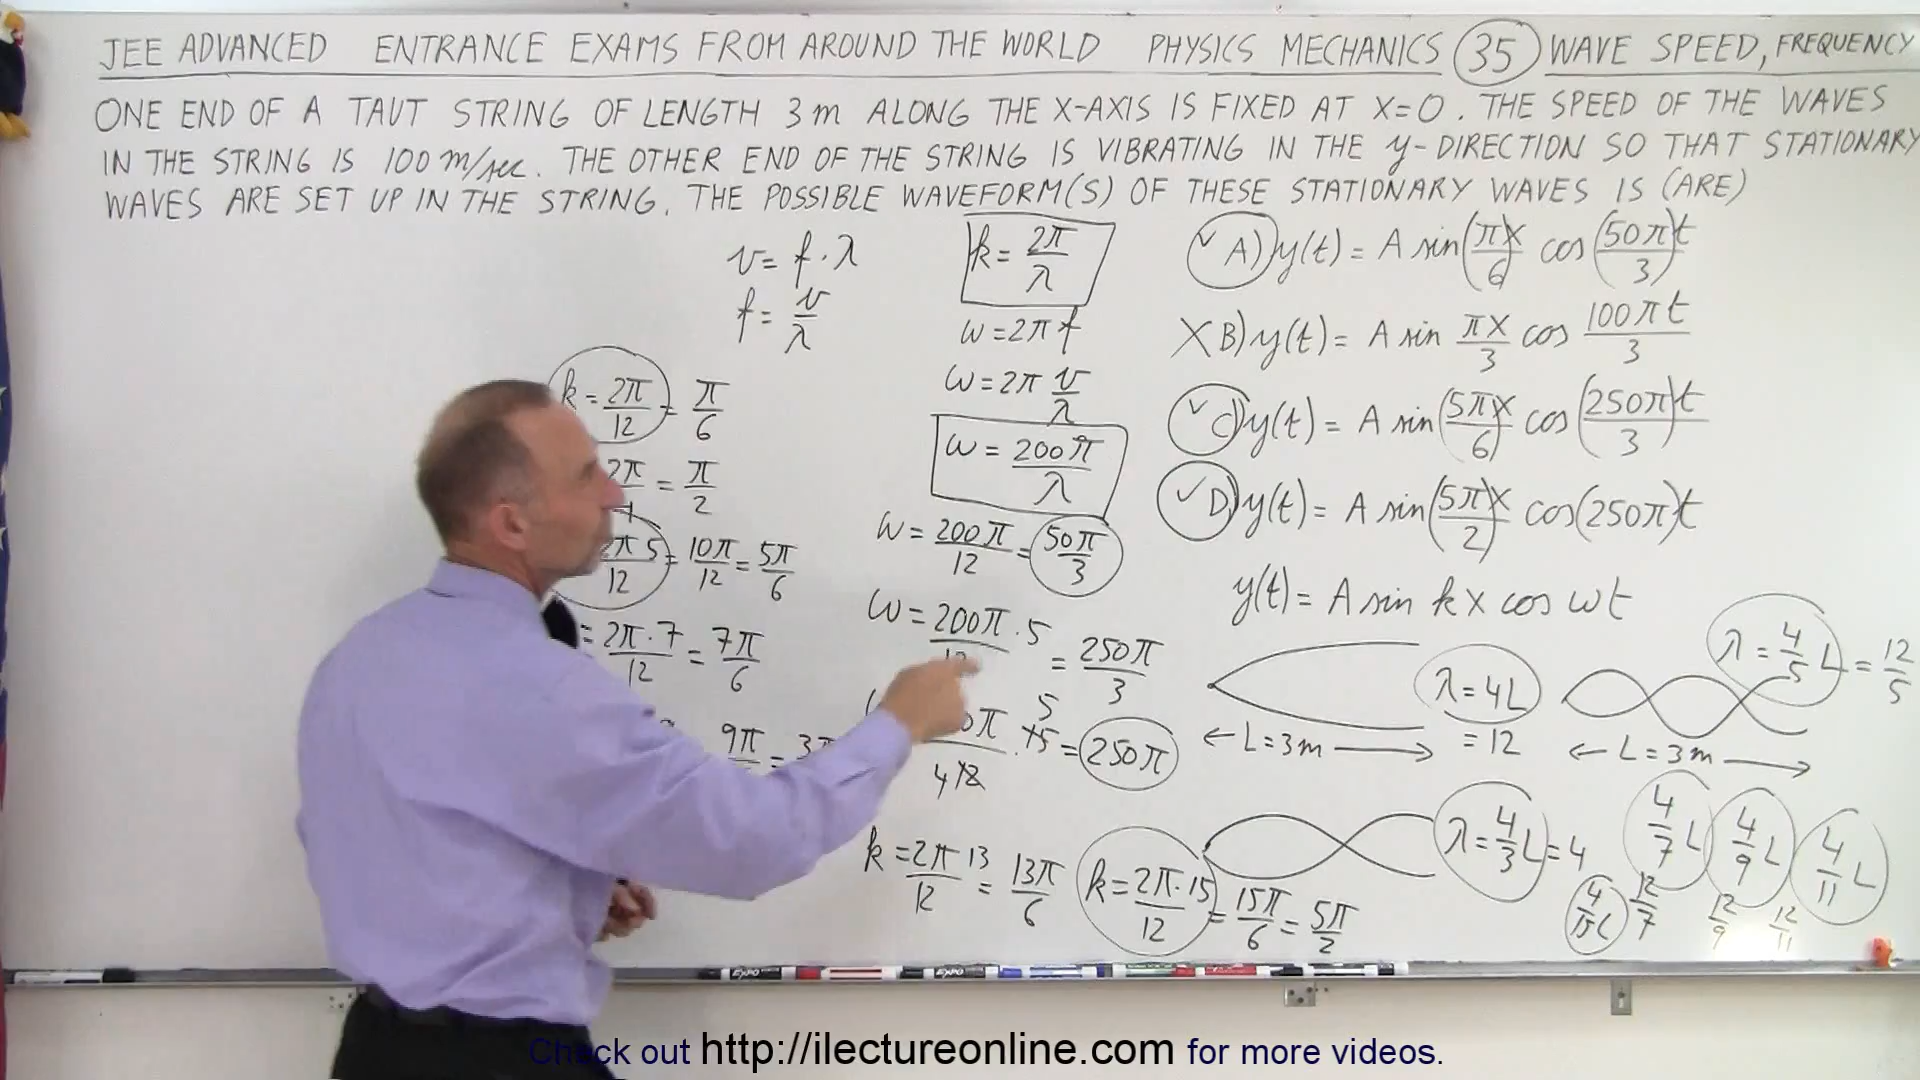 JEE ADVANCED ENTRANCE EXAMS FROM AROUND THE WORLD PHYSICS MECHANICS 35 WAVE SPEED, FREQUENCY
ONE END OF A TAUT STRING OF LENGTH 3 m ALONG THE X-AXIS IS FIXED AT X=0. THE SPEED OF THE WAVES
IN THE STRING IS 100 m/sec. THE OTHER END OF THE STRING IS VIBRATING IN THE y-DIRECTION SO THAT STATIONARY
WAVES ARE SET UP IN THE STRING. THE POSSIBLE WAVEFORM(S) OF THESE STATIONARY WAVES IS (ARE)
v = f · λ
f = v/λ
k = 2π/12 = π/6
2π/ = π/2
2π 5/12 = 10π/12 = 5π/6
= 2π·7/12 = 7π/6
9π/ = 3π
k = 2π/λ
ω = 2π f
ω = 2π v/λ
ω = 200π/λ
ω = 200π/12 = 50π/3
ω = 200π/12 · 5 = 250π/3
π/4 12 · 15 5 = 250π
k = 2π 13/12 = 13π/6
k = 2π·15/12 = 15π/6 = 5π/2
✓ A) y(t) = A sin (πx/6) cos (50π/3)t
X B) y(t) = A sin πx/3 cos 100πt/3
✓ C) y(t) = A sin (5πx/6) cos (250π/3)t
✓ D) y(t) = A sin (5πx/2) cos (250π)t
y(t) = A sin kx cos ωt
λ = 4L = 12
← L = 3m →
λ = 4/5 L = 12/5
← L = 3m →
λ = 4/3 L = 4
4/7 L 4/9 L 4/11 L
4/15 L 12/7 12/9 12/11
EXPO EXPO
Check out http://ilectureonline.com for more videos.